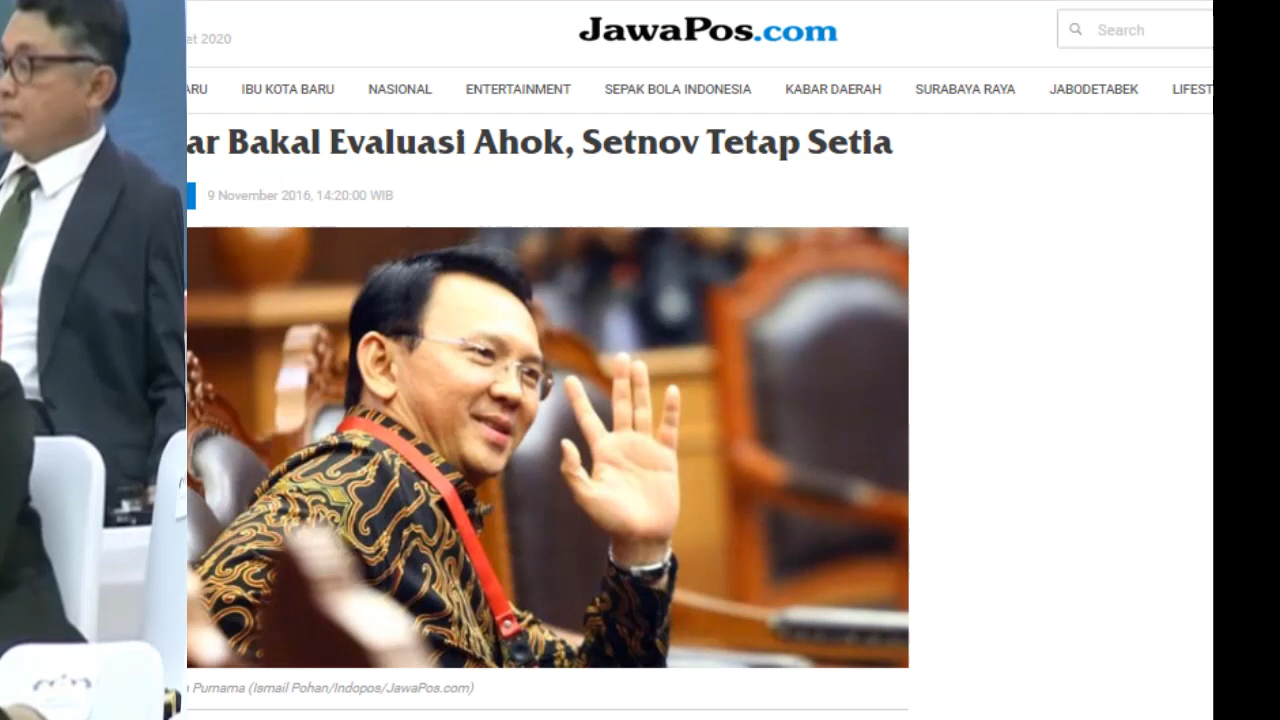 et 2020
JawaPos.com
Search
ARU IBU KOTA BARU NASIONAL ENTERTAINMENT SEPAK BOLA INDONESIA KABAR DAERAH SURABAYA RAYA JABODETABEK LIFEST
ar Bakal Evaluasi Ahok, Setnov Tetap Setia
9 November 2016, 14:20:00 WIB
Purnama (Ismail Pohan/Indopos/JawaPos.com)